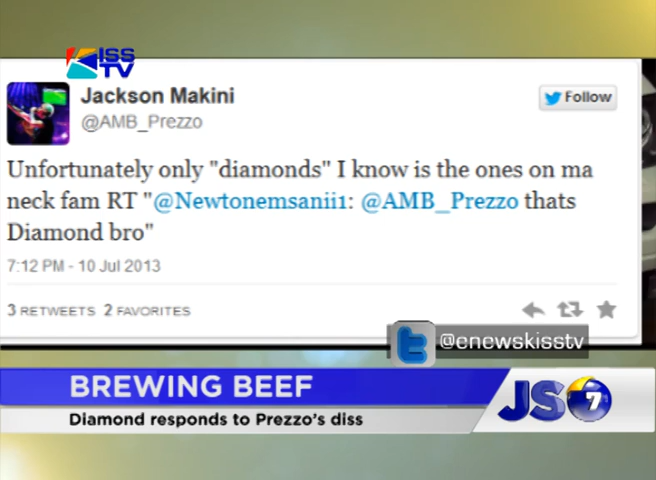 KISS
TV
Jackson Makini
@AMB_Prezzo
Follow
Unfortunately only "diamonds" I know is the ones on ma
neck fam RT "@Newtonemsanii1: @AMB_Prezzo thats
Diamond bro"
7:12 PM - 10 Jul 2013
3 RETWEETS 2 FAVORITES
@enewskisstv
BREWING BEEF
Diamond responds to Prezzo's diss
JSO
7